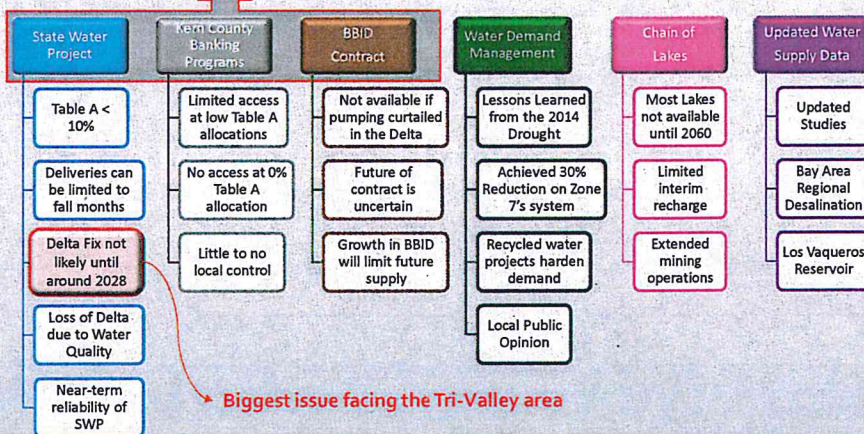 State Water
Project
Kern County
Banking
Programs
BBID
Contract
Water Demand
Management
Chain of
Lakes
Updated Water
Supply Data
Table A <
10%
Deliveries can
be limited to
fall months
Delta Fix not
likely until
around 2028
Loss of Delta
due to Water
Quality
Near-term
reliability of
SWP
Limited access
at low Table A
allocations
No access at 0%
Table A
allocation
Little to no
local control
Not available if
pumping curtailed
in the Delta
Future of
contract is
uncertain
Growth in BBID
will limit future
supply
Lessons Learned
from the 2014
Drought
Achieved 30%
Reduction on Zone
7's system
Recycled water
projects harden
demand
Local Public
Opinion
Most Lakes
not available
until 2060
Limited
interim
recharge
Extended
mining
operations
Updated
Studies
Bay Area
Regional
Desalination
Los Vaqueros
Reservoir
Biggest issue facing the Tri-Valley area